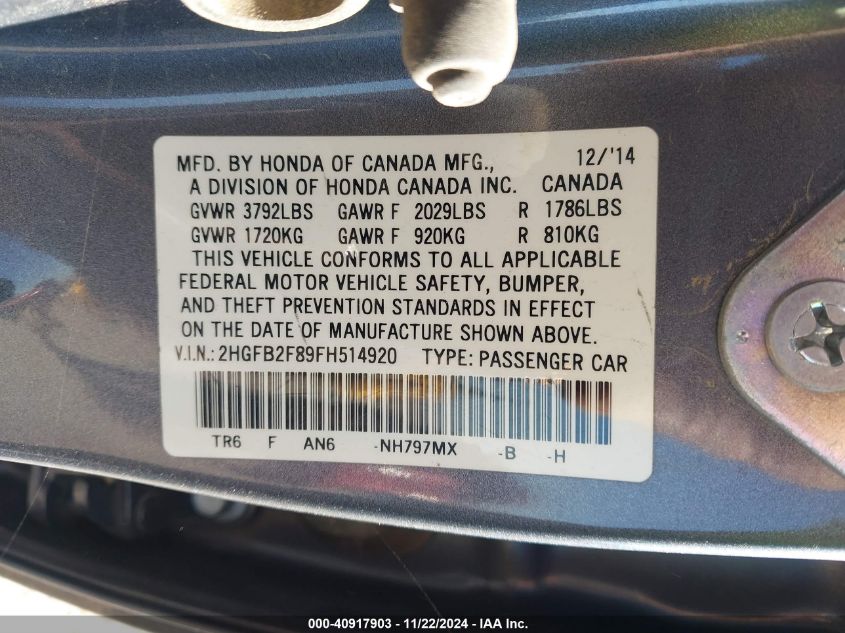 MFD. BY HONDA OF CANADA MFG., 12/'14
A DIVISION OF HONDA CANADA INC. CANADA
GVWR 3792LBS GAWR F 2029LBS R 1786LBS
GVWR 1720KG GAWR F 920KG R 810KG
THIS VEHICLE CONFORMS TO ALL APPLICABLE
FEDERAL MOTOR VEHICLE SAFETY, BUMPER,
AND THEFT PREVENTION STANDARDS IN EFFECT
ON THE DATE OF MANUFACTURE SHOWN ABOVE.
V.I.N.: 2HGFB2F89FH514920 TYPE: PASSENGER CAR
TR6 F AN6 -NH797MX -B -H
000-40917903 - 11/22/2024 - IAA Inc.